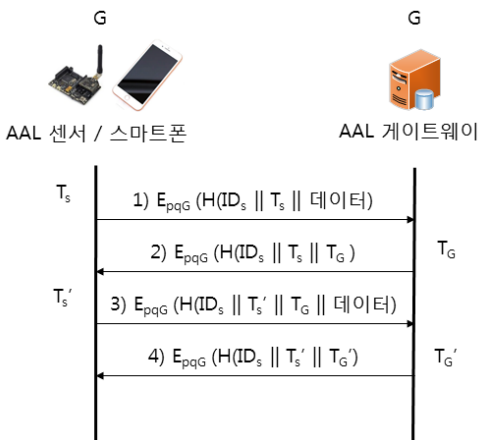 G G
AAL 센서 / 스마트폰 AAL 게이트웨이
Ts 1) EpqG (H(IDs || Ts || 데이터)
2) EpqG (H(IDs || Ts || TG ) TG
Ts′ 3) EpqG (H(IDs || Ts′ || TG || 데이터)
4) EpqG (H(IDs || Ts′ || TG′) TG′